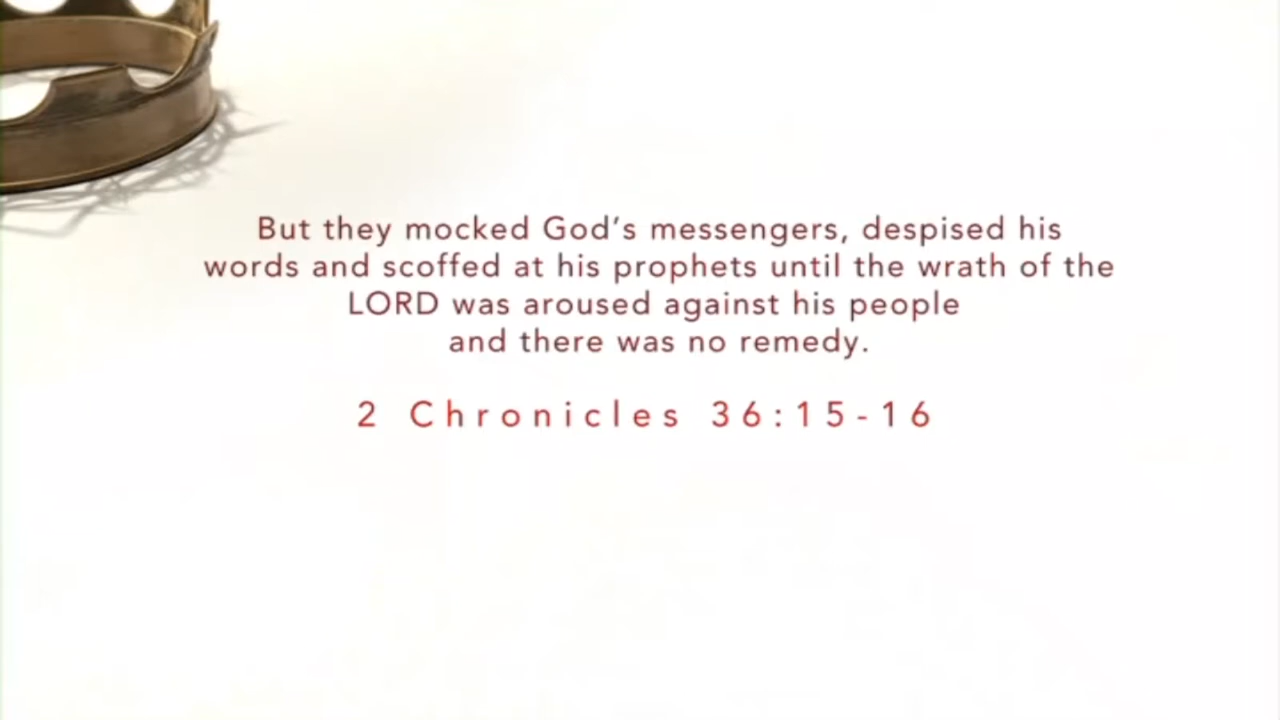 But they mocked God’s messengers, despised his
words and scoffed at his prophets until the wrath of the
LORD was aroused against his people
and there was no remedy.
2 Chronicles 36:15-16